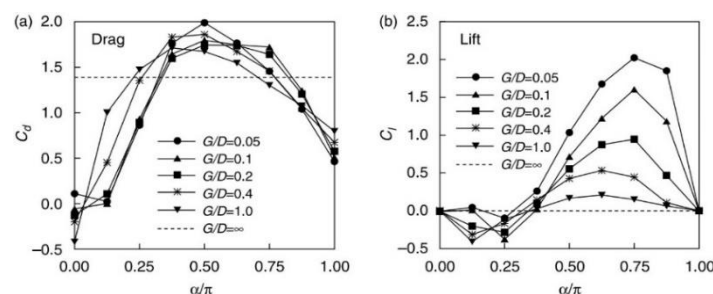 (a)
2.0
Drag
1.5
1.0
C_d
0.5
0.0
−0.5
G/D=0.05
G/D=0.1
G/D=0.2
G/D=0.4
G/D=1.0
G/D=∞
0.00 0.25 0.50 0.75 1.00
α/π
(b)
2.5
Lift
2.0
1.5
C_l
1.0
0.5
0.0
−0.5
G/D=0.05
G/D=0.1
G/D=0.2
G/D=0.4
G/D=1.0
G/D=∞
0.00 0.25 0.50 0.75 1.00
α/π